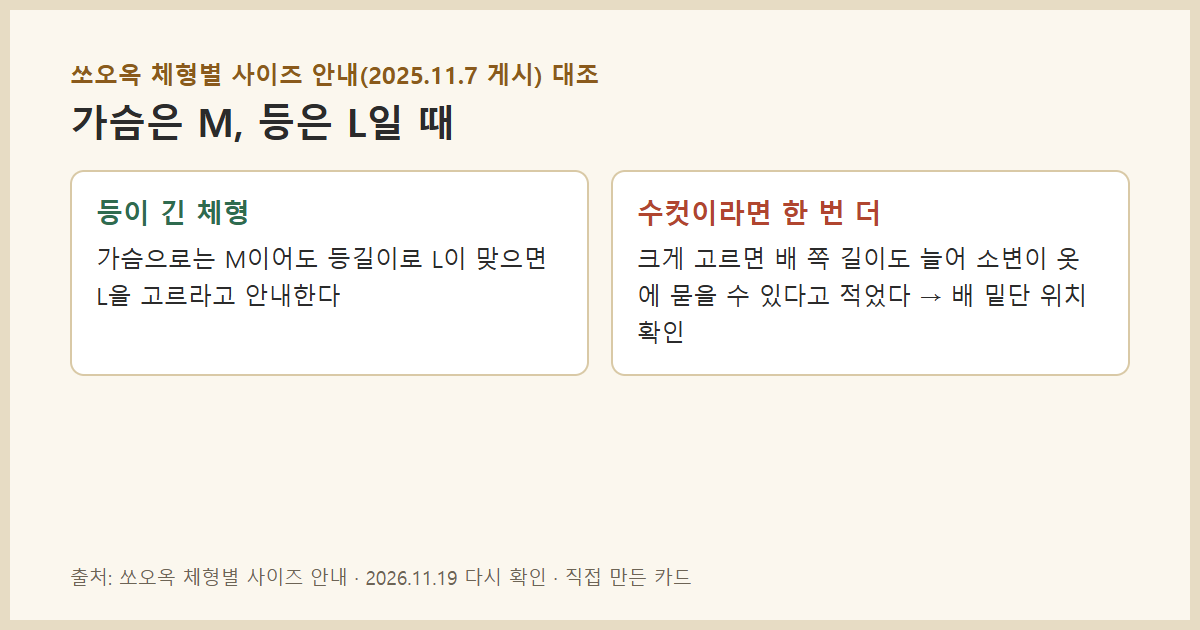 쏘오옥 체형별 사이즈 안내(2025.11.7 게시) 대조
가슴은 M, 등은 L일 때
등이 긴 체형
가슴으로는 M이어도 등길이로 L이 맞으면
L을 고르라고 안내한다
수컷이라면 한 번 더
크게 고르면 배 쪽 길이도 늘어 소변이 옷
에 묻을 수 있다고 적었다 → 배 밑단 위치
확인
출처: 쏘오옥 체형별 사이즈 안내 · 2026.11.19 다시 확인 · 직접 만든 카드